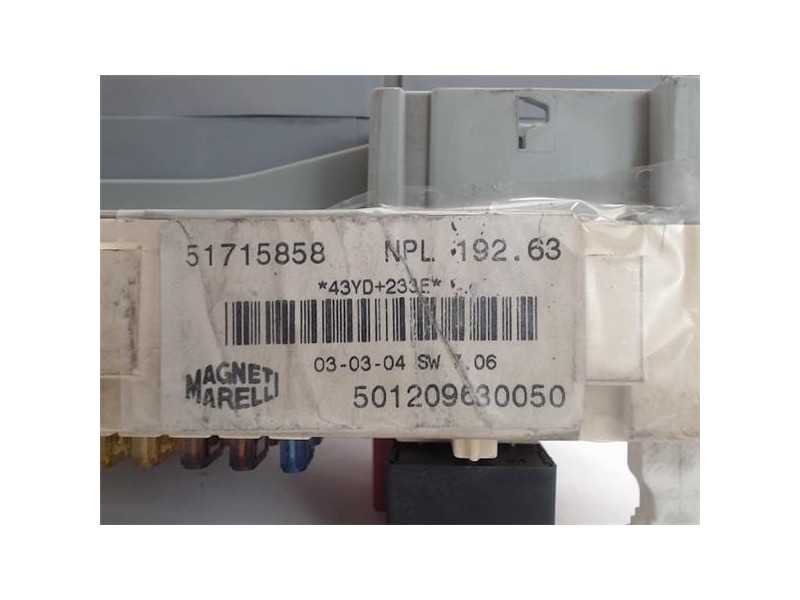 51715858 NPL 192.63
*43YD+233E*
03-03-04 SW 7.06
MAGNETI MARELLI
501209630050